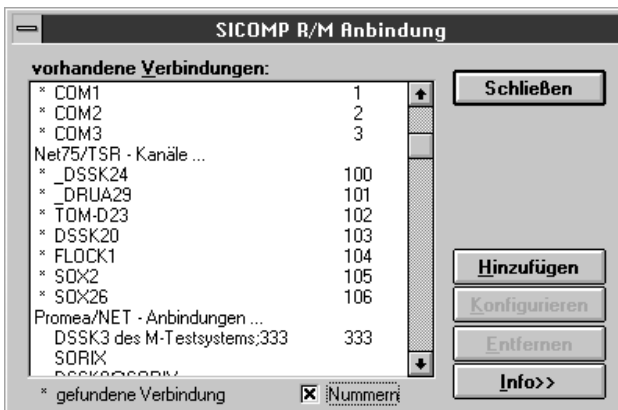 SICOMP R/M Anbindung
vorhandene Verbindungen:
* COM1 1
* COM2 2
* COM3 3
Net75/TSR - Kanäle ...
* _DSSK24 100
* _DRUA29 101
* TOM-D23 102
* DSSK20 103
* FLOCK1 104
* SOX2 105
* SOX26 106
Promea/NET - Anbindungen ...
DSSK3 des M-Testsystems;333 333
SORIX
* gefundene Verbindung
Nummern
Schließen
Hinzufügen
Konfigurieren
Entfernen
Info>>